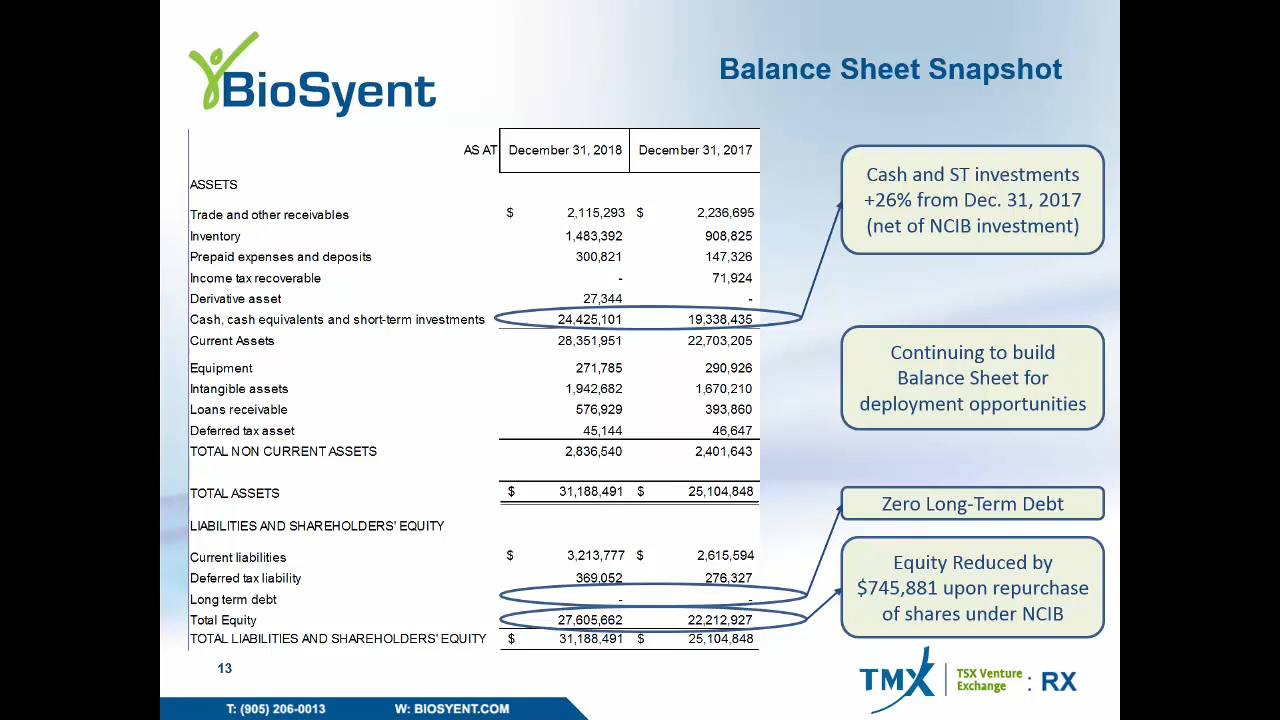 BioSyent
Balance Sheet Snapshot
AS AT December 31, 2018 December 31, 2017
ASSETS
Trade and other receivables $ 2,115,293 $ 2,236,695
Inventory 1,483,392 908,825
Prepaid expenses and deposits 300,821 147,326
Income tax recoverable - 71,924
Derivative asset 27,344 -
Cash, cash equivalents and short-term investments 24,425,101 19,338,435
Current Assets 28,351,951 22,703,205
Equipment 271,785 290,926
Intangible assets 1,942,682 1,670,210
Loans receivable 576,929 393,860
Deferred tax asset 45,144 46,647
TOTAL NON CURRENT ASSETS 2,836,540 2,401,643
TOTAL ASSETS $ 31,188,491 $ 25,104,848
LIABILITIES AND SHAREHOLDERS' EQUITY
Current liabilities $ 3,213,777 $ 2,615,594
Deferred tax liability 369,052 276,327
Long term debt - -
Total Equity 27,605,662 22,212,927
TOTAL LIABILITIES AND SHAREHOLDERS' EQUITY $ 31,188,491 $ 25,104,848
Cash and ST investments
+26% from Dec. 31, 2017
(net of NCIB investment)
Continuing to build
Balance Sheet for
deployment opportunities
Zero Long-Term Debt
Equity Reduced by
$745,881 upon repurchase
of shares under NCIB
13
TMX TSX Venture
Exchange : RX
T: (905) 206-0013 W: BIOSYENT.COM